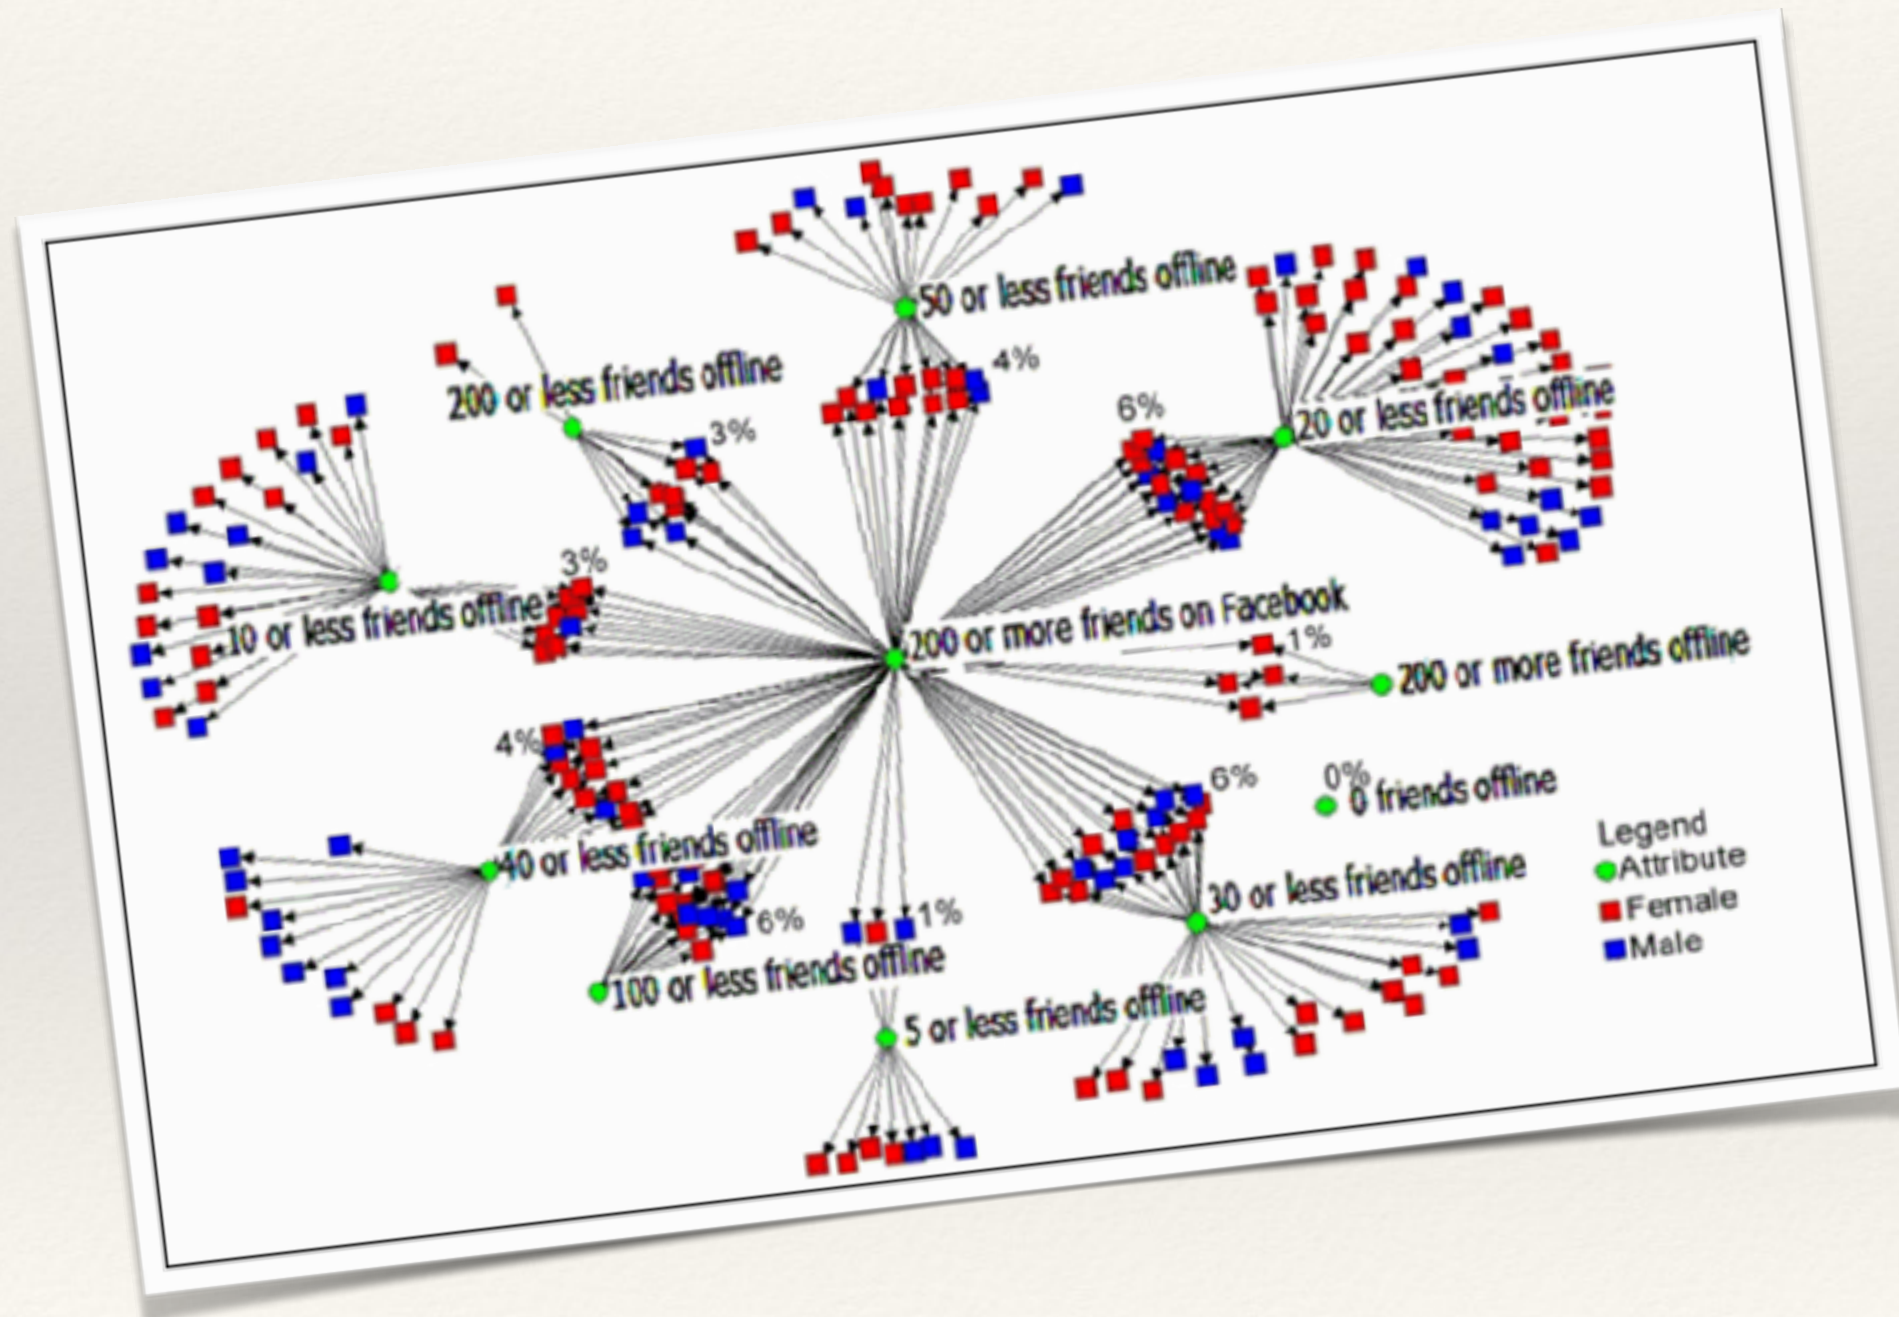 50 or less friends offline
4%
200 or less friends offline
3%
6%
20 or less friends offline
3%
10 or less friends offline
200 or more friends on Facebook
1%
200 or more friends offline
4%
40 or less friends offline
6%
0%
0 friends offline
6%
1%
100 or less friends offline
30 or less friends offline
5 or less friends offline
Legend
Attribute
Female
Male